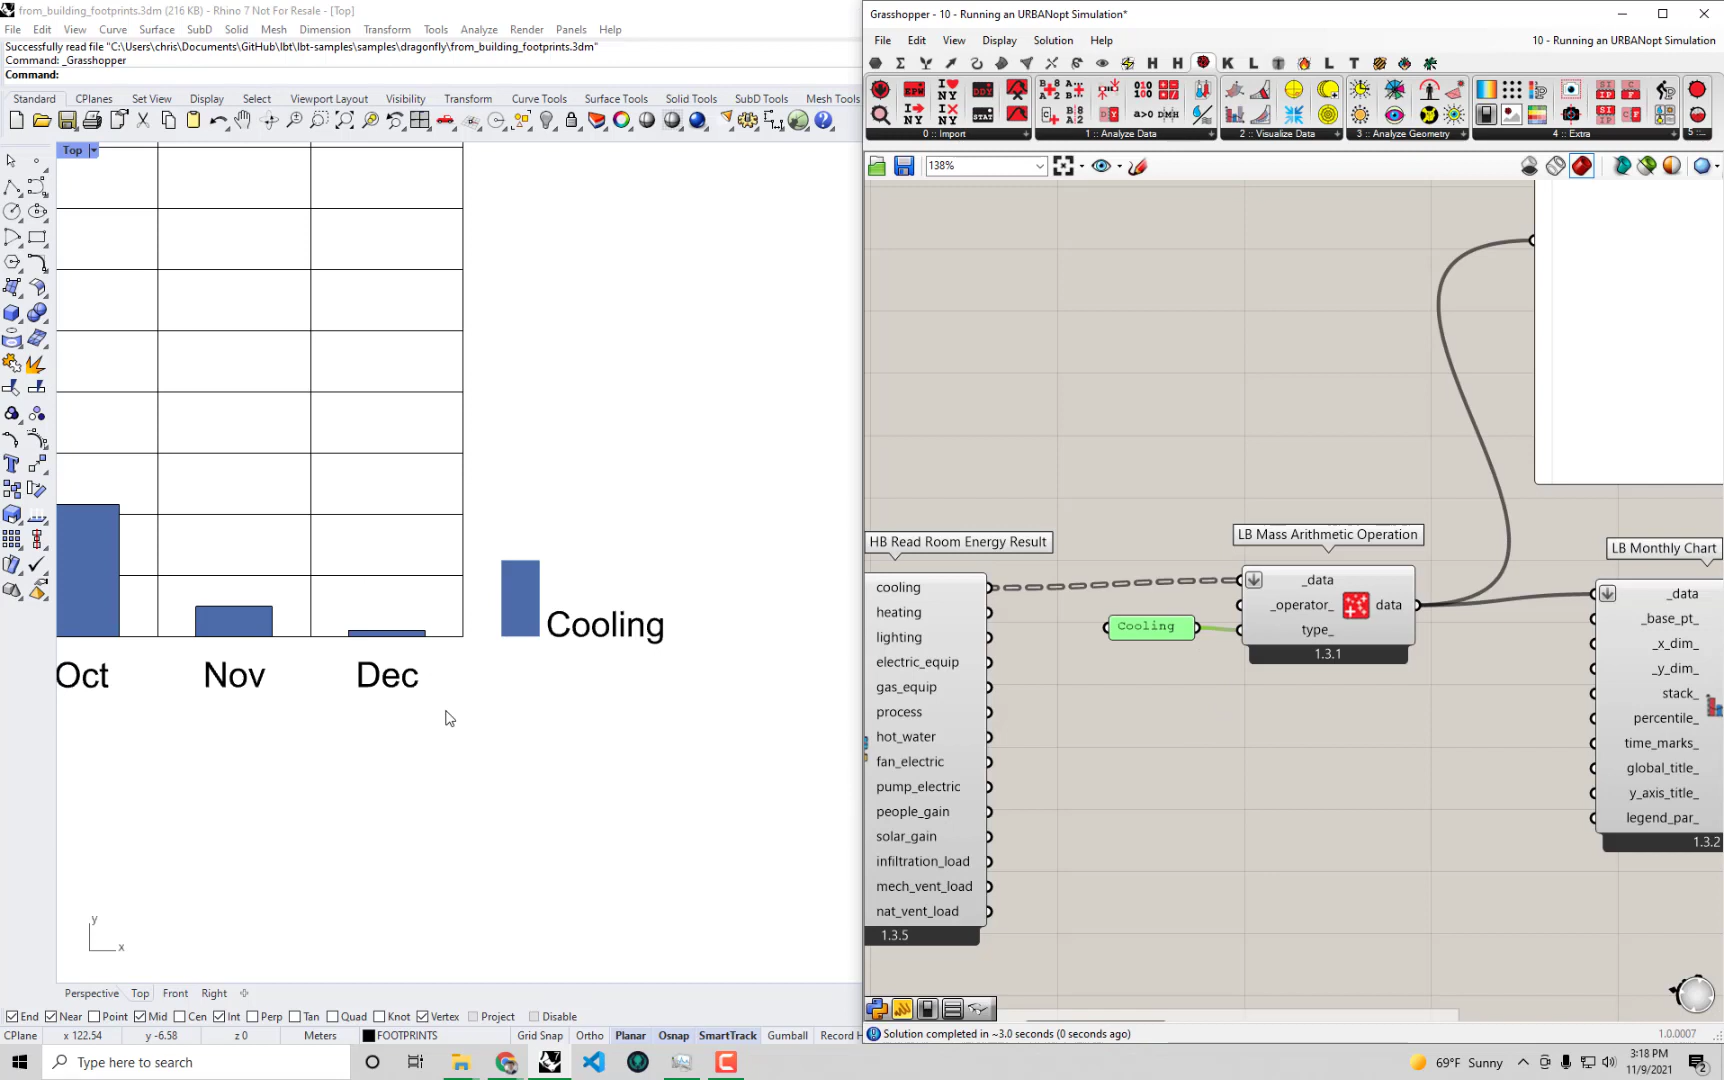 from_building_footprints.3dm (216 KB) - Rhino 7 Not For Resale - [Top]
File Edit View Curve Surface SubD Solid Mesh Dimension Transform Tools Analyze Render Panels Help
Successfully read file "C:\Users\chris\Documents\GitHub\lbt\lbt-samples\samples\dragonfly\from_building_footprints.3dm"
Command: _Grasshopper
Command:
Standard CPlanes Set View Display Select Viewport Layout Visibility Transform Curve Tools Surface Tools Solid Tools SubD Tools Mesh Tools
Top
Cooling
Oct Nov Dec
y
x
Perspective Top Front Right
End Near Point Mid Cen Int Perp Tan Quad Knot Vertex Project Disable
CPlane x 122.54 y -6.58 z 0 Meters FOOTPRINTS Grid Snap Ortho Planar Osnap SmartTrack Gumball Record H
Grasshopper - 10 - Running an URBANopt Simulation*
File Edit View Display Solution Help
10 - Running an URBANopt Simulation
0 :: Import 1 :: Analyze Data 2 :: Visualize Data 3 :: Analyze Geometry 4 :: Extra 5 ::
138%
HB Read Room Energy Result
cooling
heating
lighting
electric_equip
gas_equip
process
hot_water
fan_electric
pump_electric
people_gain
solar_gain
infiltration_load
mech_vent_load
nat_vent_load
1.3.5
Cooling
LB Mass Arithmetic Operation
_data
_operator_
type_
data
1.3.1
LB Monthly Chart
_data
_base_pt_
_x_dim_
_y_dim_
stack_
percentile_
time_marks_
global_title_
y_axis_title_
legend_par_
1.3.2
Solution completed in ~3.0 seconds (0 seconds ago)
1.0.0007
Type here to search
69°F Sunny
3:18 PM
11/9/2021
2